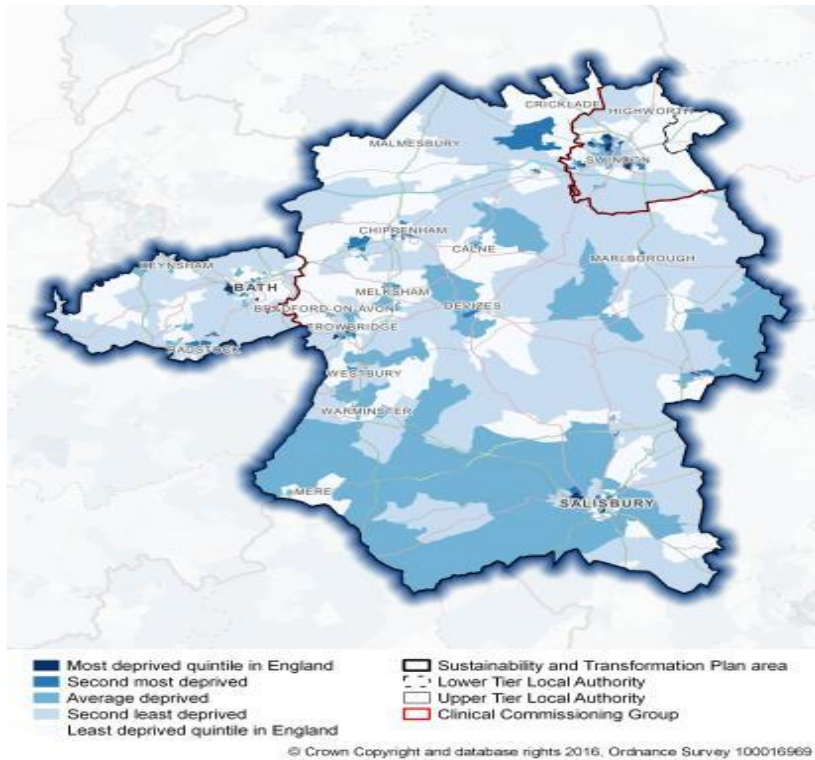 CRICKLADE
HIGHWORTH
MALMESBURY
SWINDON
CHIPPENHAM
CALNE
MARLBOROUGH
KEYNSHAM
BATH
MELKSHAM
BRADFORD-ON-AVON
DEVIZES
TROWBRIDGE
RADSTOCK
WESTBURY
WARMINSTER
MERE
SALISBURY
Most deprived quintile in England
Second most deprived
Average deprived
Second least deprived
Least deprived quintile in England
Sustainability and Transformation Plan area
Lower Tier Local Authority
Upper Tier Local Authority
Clinical Commissioning Group
© Crown Copyright and database rights 2016, Ordnance Survey 100016969